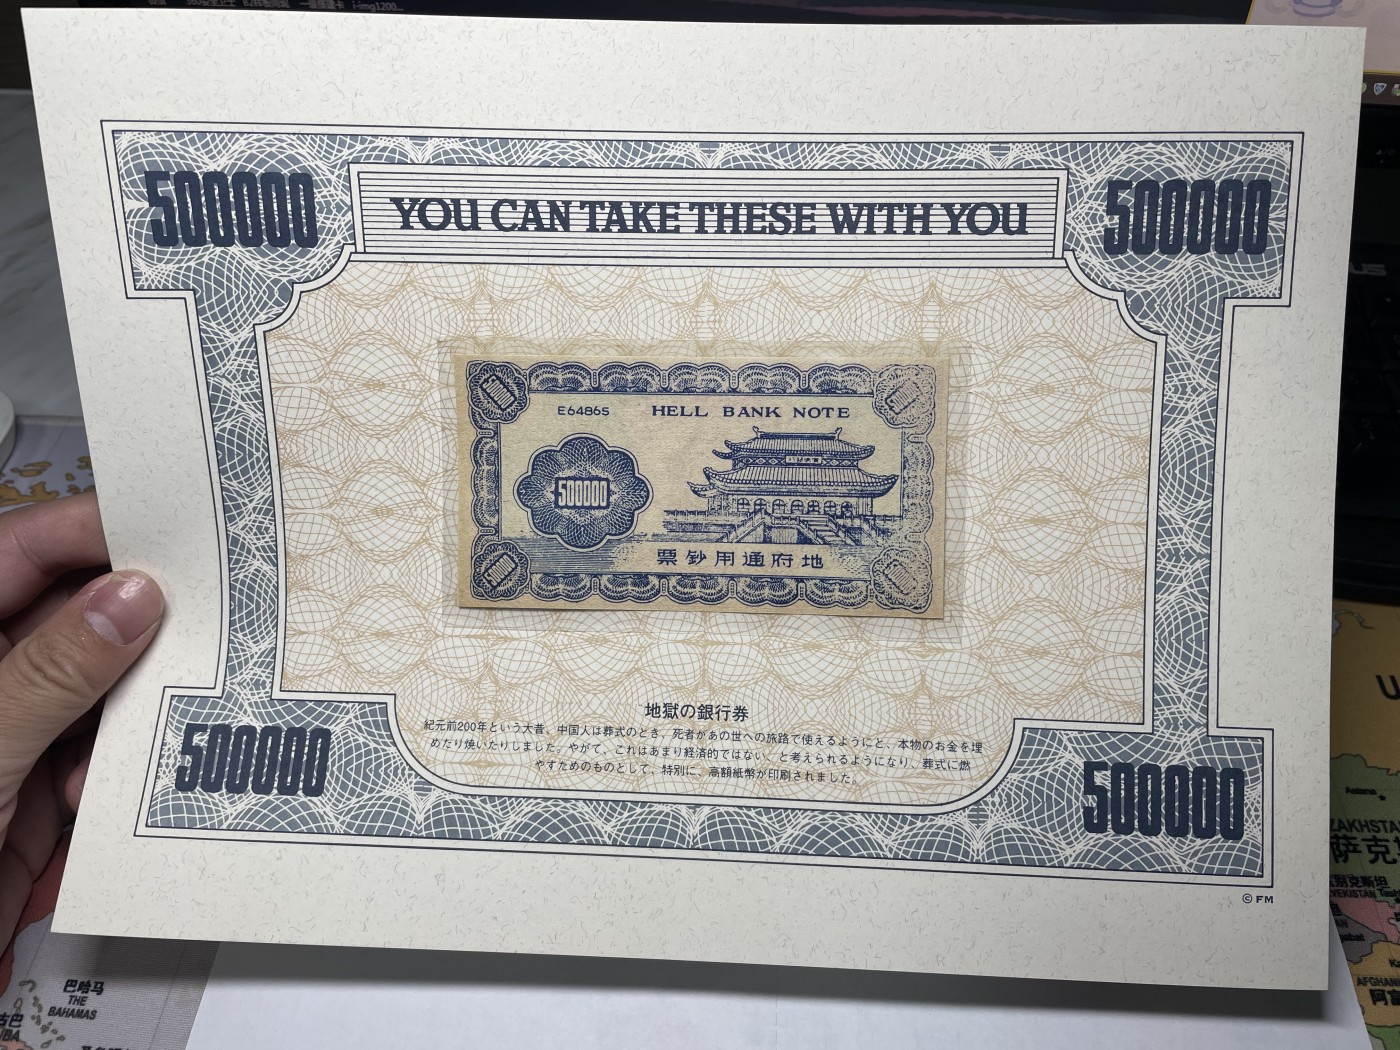 500000
YOU CAN TAKE THESE WITH YOU
500000
E64865
HELL BANK NOTE
500000
票鈔用通府地
地獄の銀行券
紀元前200年という大昔、中国人は葬式のとき、死者があの世への旅路で使えるようにと、本物のお金を埋
めたり焼いたりしました。やがて、これはあまり経済的ではない、と考えられるようになり、葬式に燃
やすためのものとして、特別に、高額紙幣が印刷されました。
500000
500000
© FM
巴哈马
THE
BAHAMAS
古巴
Astana